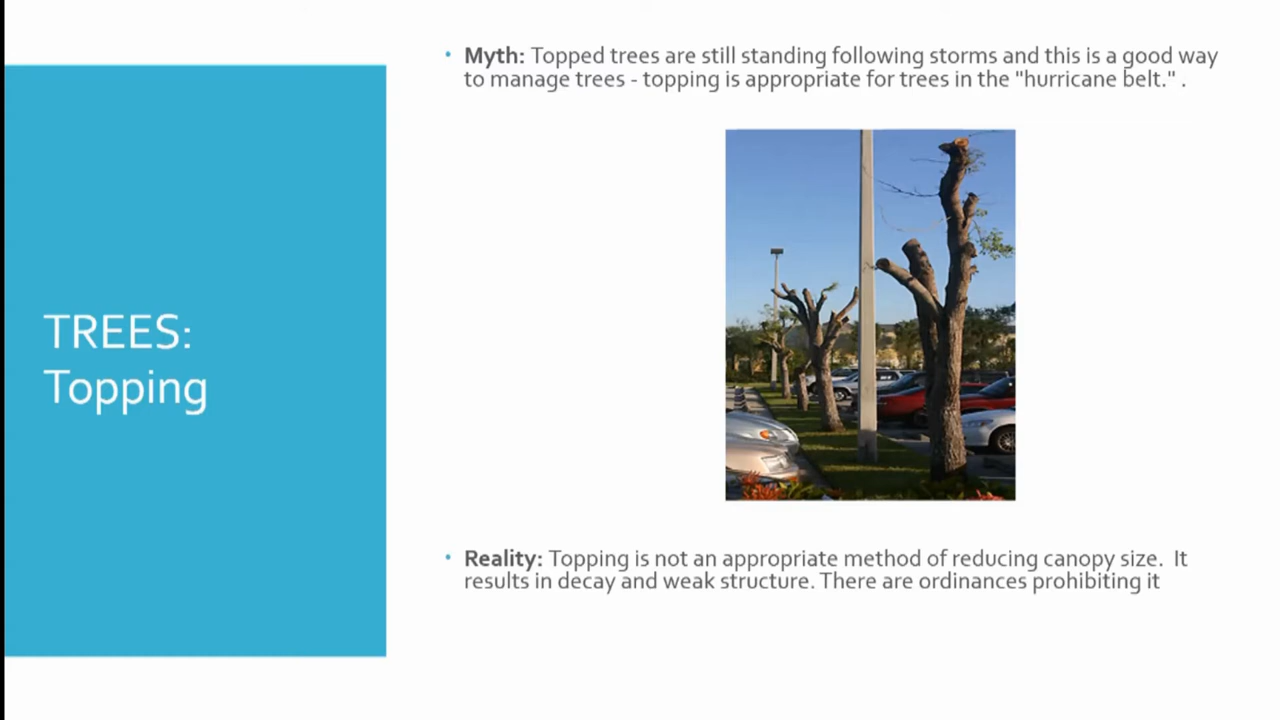 TREES:
Topping
• Myth: Topped trees are still standing following storms and this is a good way
to manage trees - topping is appropriate for trees in the "hurricane belt." .
• Reality: Topping is not an appropriate method of reducing canopy size.  It
results in decay and weak structure. There are ordinances prohibiting it